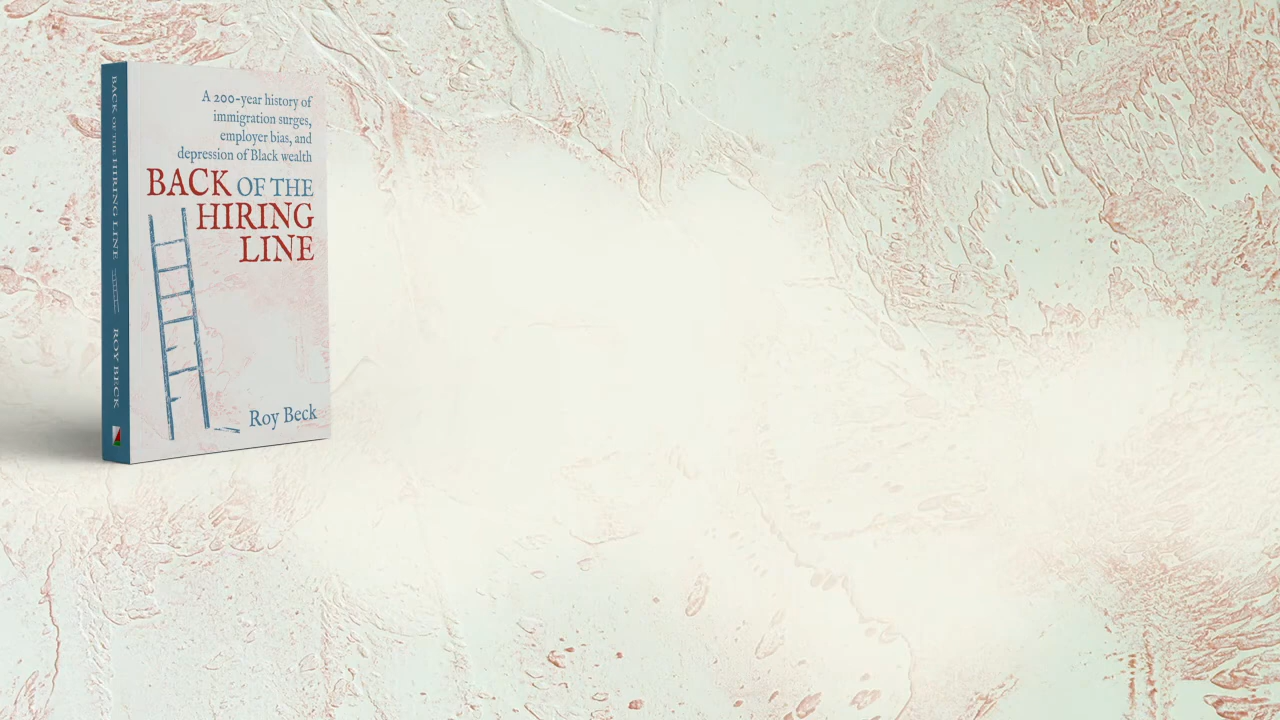 A 200-year history of
immigration surges,
employer bias, and
depression of Black wealth
BACK OF THE
HIRING
LINE
Roy Beck
BACK OF THE HIRING LINE ROY BECK